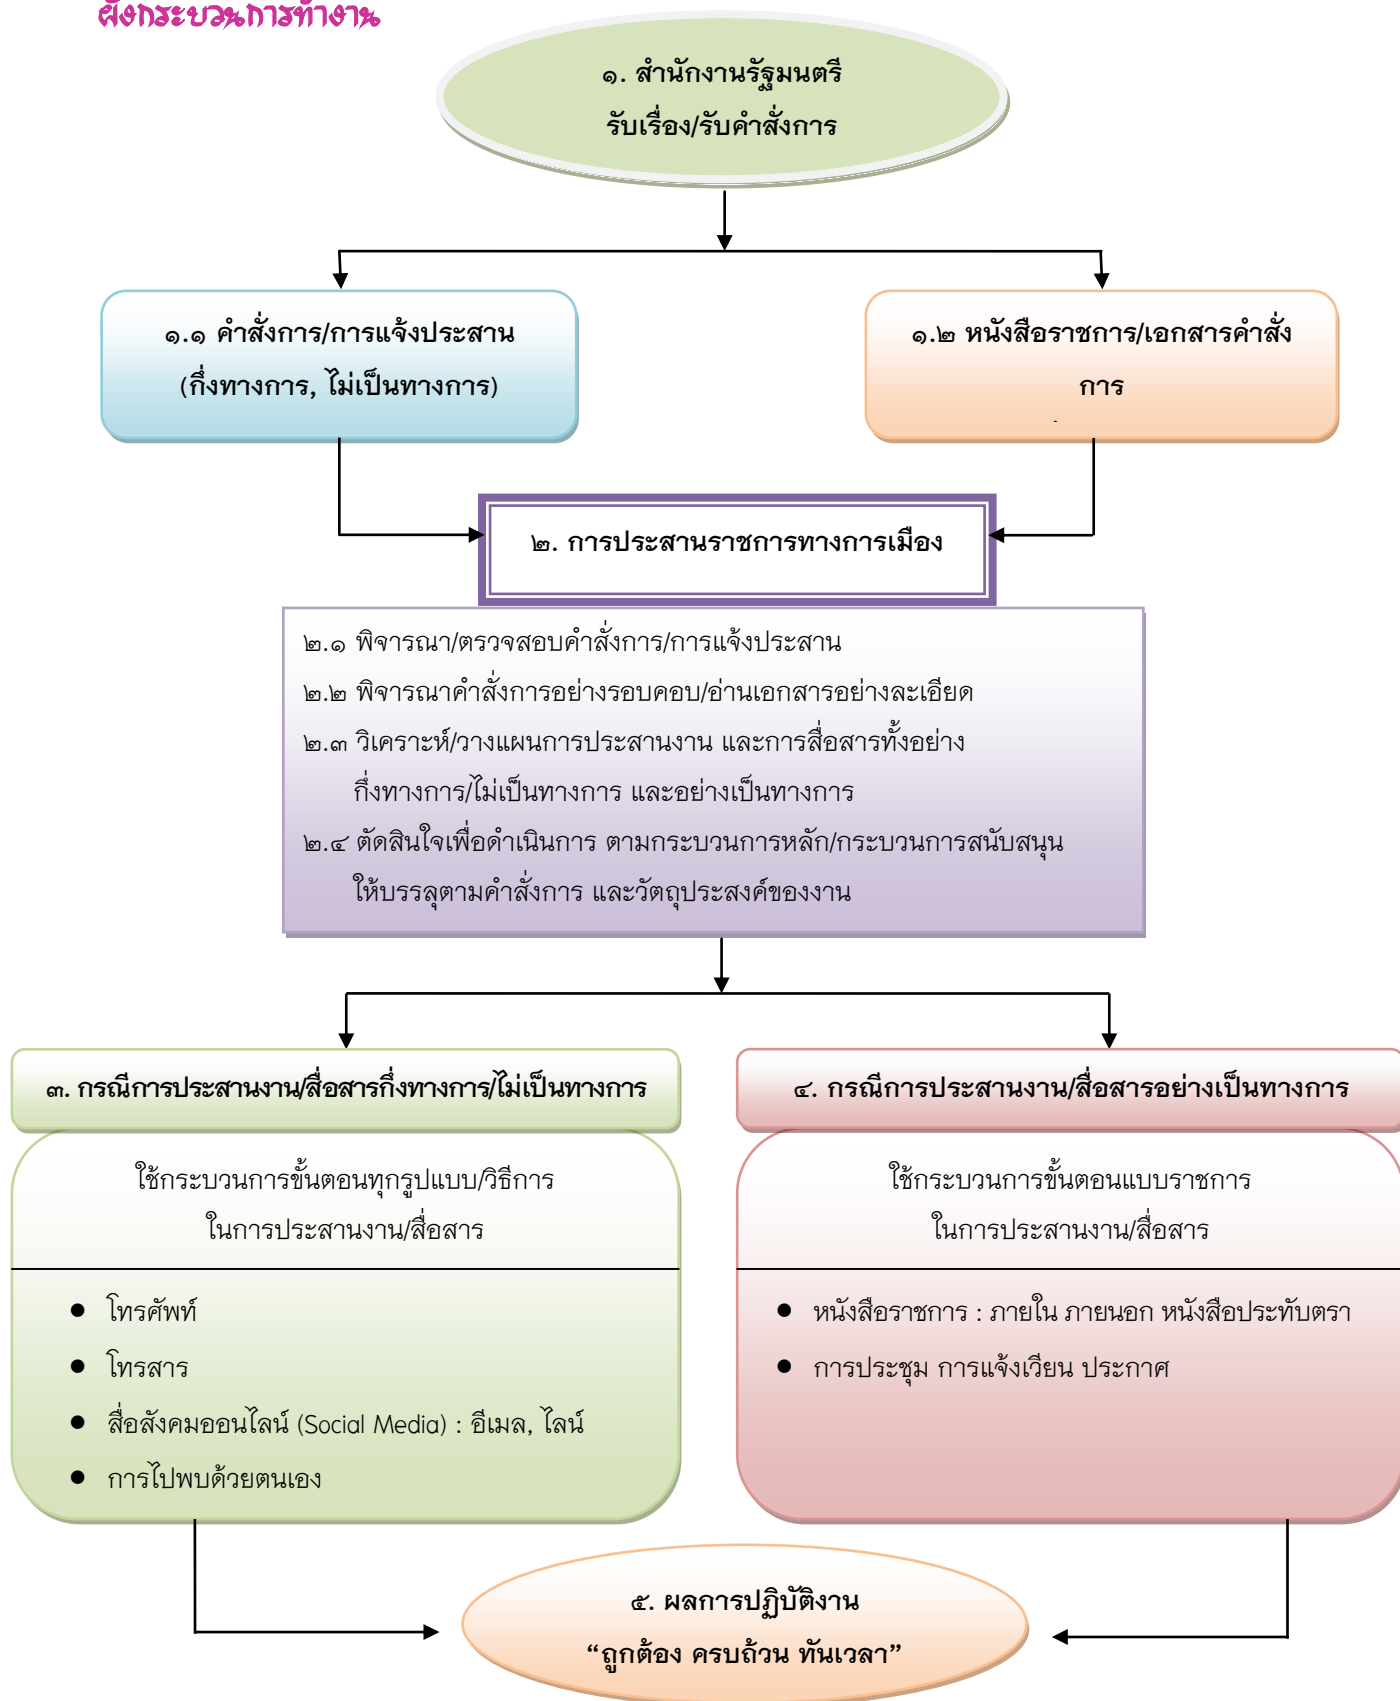 ผังกระบวนการทำงาน
๑. สำนักงานรัฐมนตรี
รับเรื่อง/รับคำสั่งการ
๑.๑ คำสั่งการ/การแจ้งประสาน
(กึ่งทางการ, ไม่เป็นทางการ)
๑.๒ หนังสือราชการ/เอกสารคำสั่ง
การ
๒. การประสานราชการทางการเมือง
๒.๑ พิจารณา/ตรวจสอบคำสั่งการ/การแจ้งประสาน
๒.๒ พิจารณาคำสั่งการอย่างรอบคอบ/อ่านเอกสารอย่างละเอียด
๒.๓ วิเคราะห์/วางแผนการประสานงาน และการสื่อสารทั้งอย่าง
กึ่งทางการ/ไม่เป็นทางการ และอย่างเป็นทางการ
๒.๔ ตัดสินใจเพื่อดำเนินการ ตามกระบวนการหลัก/กระบวนการสนับสนุน
ให้บรรลุตามคำสั่งการ และวัตถุประสงค์ของงาน
๓. กรณีการประสานงาน/สื่อสารกึ่งทางการ/ไม่เป็นทางการ
ใช้กระบวนการขั้นตอนทุกรูปแบบ/วิธีการ
ในการประสานงาน/สื่อสาร
● โทรศัพท์
● โทรสาร
● สื่อสังคมออนไลน์ (Social Media) : อีเมล, ไลน์
● การไปพบด้วยตนเอง
๔. กรณีการประสานงาน/สื่อสารอย่างเป็นทางการ
ใช้กระบวนการขั้นตอนแบบราชการ
ในการประสานงาน/สื่อสาร
● หนังสือราชการ : ภายใน ภายนอก หนังสือประทับตรา
● การประชุม การแจ้งเวียน ประกาศ
๕. ผลการปฏิบัติงาน
“ถูกต้อง ครบถ้วน ทันเวลา”